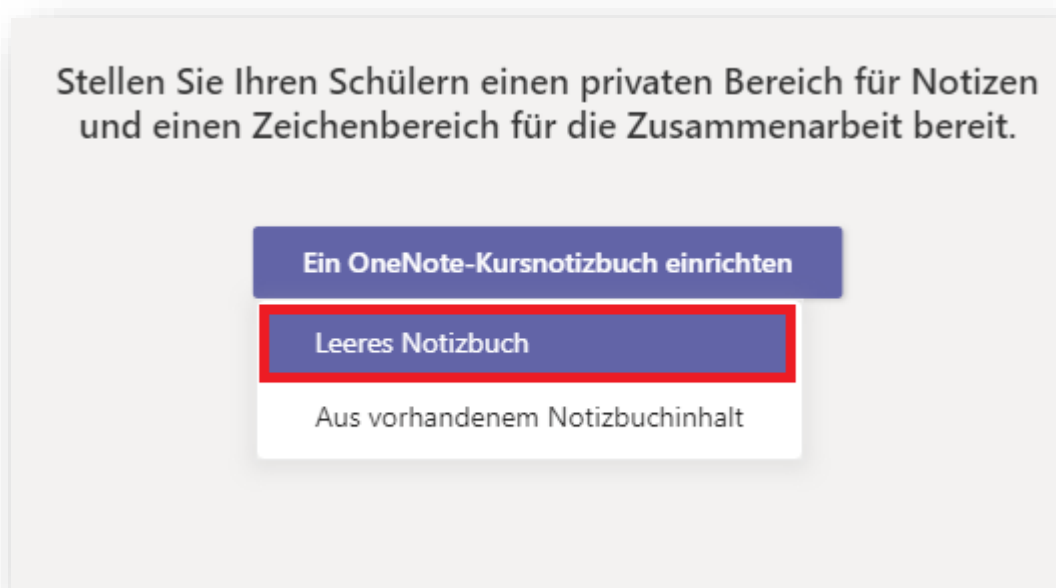 Stellen Sie Ihren Schülern einen privaten Bereich für Notizen
und einen Zeichenbereich für die Zusammenarbeit bereit.
Ein OneNote-Kursnotizbuch einrichten
Leeres Notizbuch
Aus vorhandenem Notizbuchinhalt